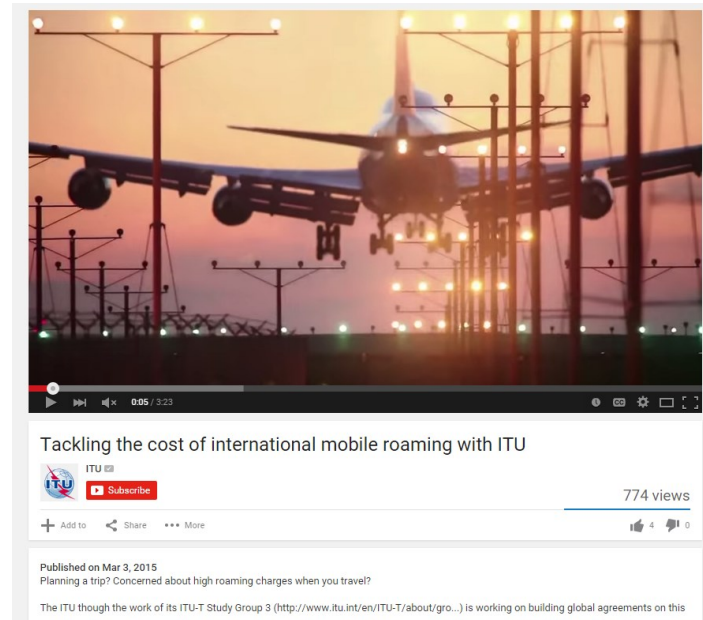 0:05 / 3:23
CC
Tackling the cost of international mobile roaming with ITU
ITU
ITU
Subscribe
774 views
Add to Share More
4 0
Published on Mar 3, 2015
Planning a trip? Concerned about high roaming charges when you travel?
The ITU though the work of its ITU-T Study Group 3 (http://www.itu.int/en/ITU-T/about/gro...) is working on building global agreements on this